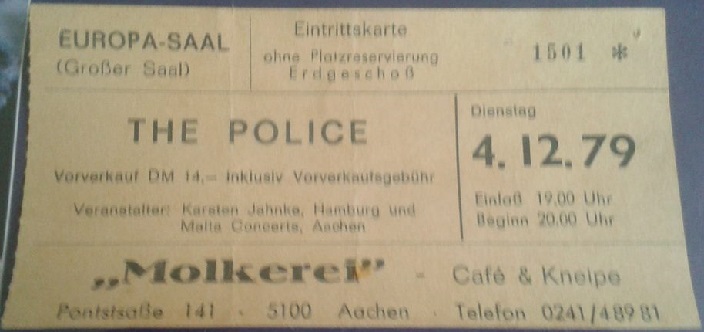 EUROPA-SAAL
(Großer Saal)
Eintrittskarte
ohne Platzreservierung
Erdgeschoß
1501 *
THE POLICE
Vorverkauf DM 14,— inklusiv Vorverkaufsgebühr
Veranstalter: Karsten Jahnke, Hamburg und
Malta Concerts, Aachen
Dienstag
4. 12. 79
Einlaß 19.00 Uhr
Beginn 20.00 Uhr
„Molkerei” - Café & Kneipe
Pontstraße 141 · 5100 Aachen · Telefon 0241/48981